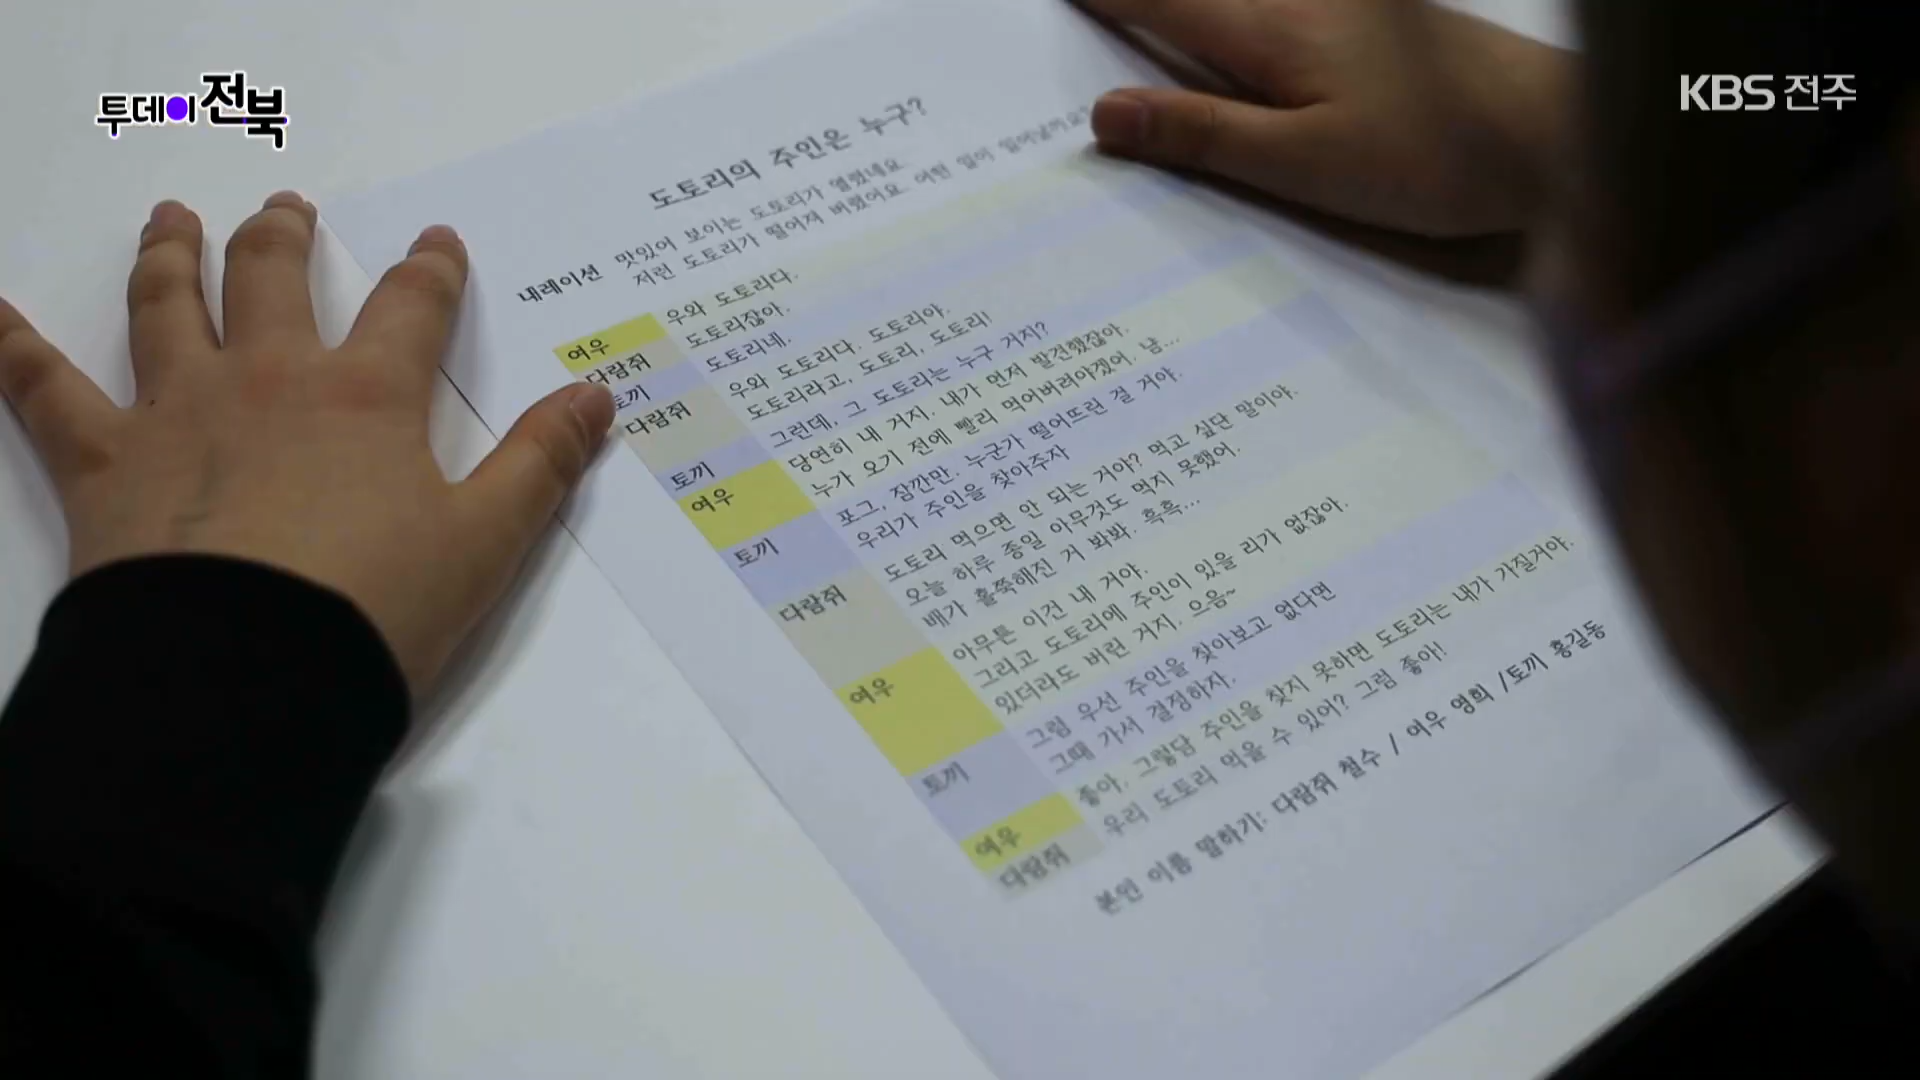 투데이 전북
KBS 전주
도토리의 주인은 누구?
내레이션 맛있어 보이는 도토리가 열렸네요.
저런 도토리가 떨어져 버렸어요. 어떤 일이 일어날까요?
여우 우와 도토리다.
다람쥐 도토리잖아.
토끼 도토리네.
다람쥐 우와 도토리다. 도토리야.
도토리라고, 도토리, 도토리!
토끼 그런데, 그 도토리는 누구 거지?
여우 당연히 내 거지. 내가 먼저 발견했잖아.
누가 오기 전에 빨리 먹어버려야겠어. 냠...
토끼 포그, 잠깐만. 누군가 떨어뜨린 걸 거야.
우리가 주인을 찾아주자
다람쥐 도토리 먹으면 안 되는 거야? 먹고 싶단 말이야.
오늘 하루 종일 아무것도 먹지 못했어.
배가 홀쭉해진 거 봐봐. 흑흑...
여우 아무튼 이건 내 거야.
그리고 도토리에 주인이 있을 리가 없잖아.
있더라도 버린 거지. 으음~
토끼 그럼 우선 주인을 찾아보고 없다면
그때 가서 결정하자.
여우 좋아. 그렇담 주인을 찾지 못하면 도토리는 내가 가질거야.
다람쥐 우리 도토리 먹을 수 있어? 그럼 좋아!
본인 이름 말하기: 다람쥐 철수 / 여우 영희 /토끼 홍길동